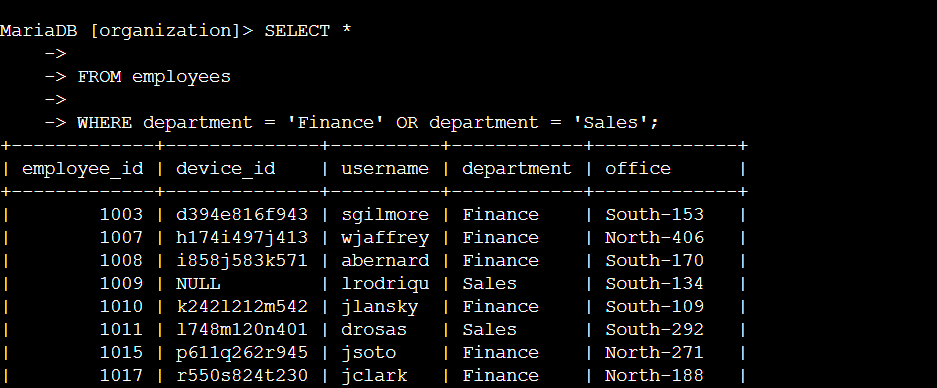 MariaDB [organization]> SELECT *
    ->
    -> FROM employees
    ->
    -> WHERE department = 'Finance' OR department = 'Sales';
+-------------+--------------+----------+------------+-------------+
| employee_id | device_id    | username | department | office      |
+-------------+--------------+----------+------------+-------------+
|        1003 | d394e816f943 | sgilmore | Finance    | South-153   |
|        1007 | h174i497j413 | wjaffrey | Finance    | North-406   |
|        1008 | i858j583k571 | abernard | Finance    | South-170   |
|        1009 | NULL         | lrodriqu | Sales      | South-134   |
|        1010 | k242l212m542 | jlansky  | Finance    | South-109   |
|        1011 | l748m120n401 | drosas   | Sales      | South-292   |
|        1015 | p611q262r945 | jsoto    | Finance    | North-271   |
|        1017 | r550s824t230 | jclark   | Finance    | North-188   |